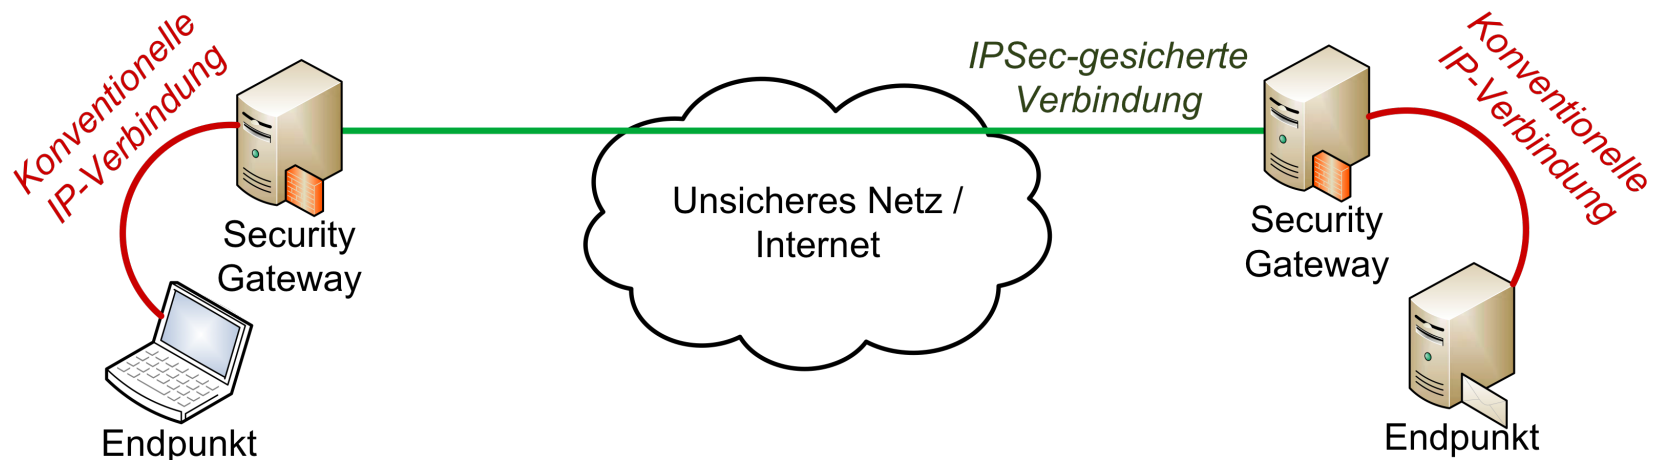 Konventionelle
IP-Verbindung
Security
Gateway
Endpunkt
Unsicheres Netz /
Internet
IPSec-gesicherte
Verbindung
Security
Gateway
Konventionelle
IP-Verbindung
Endpunkt